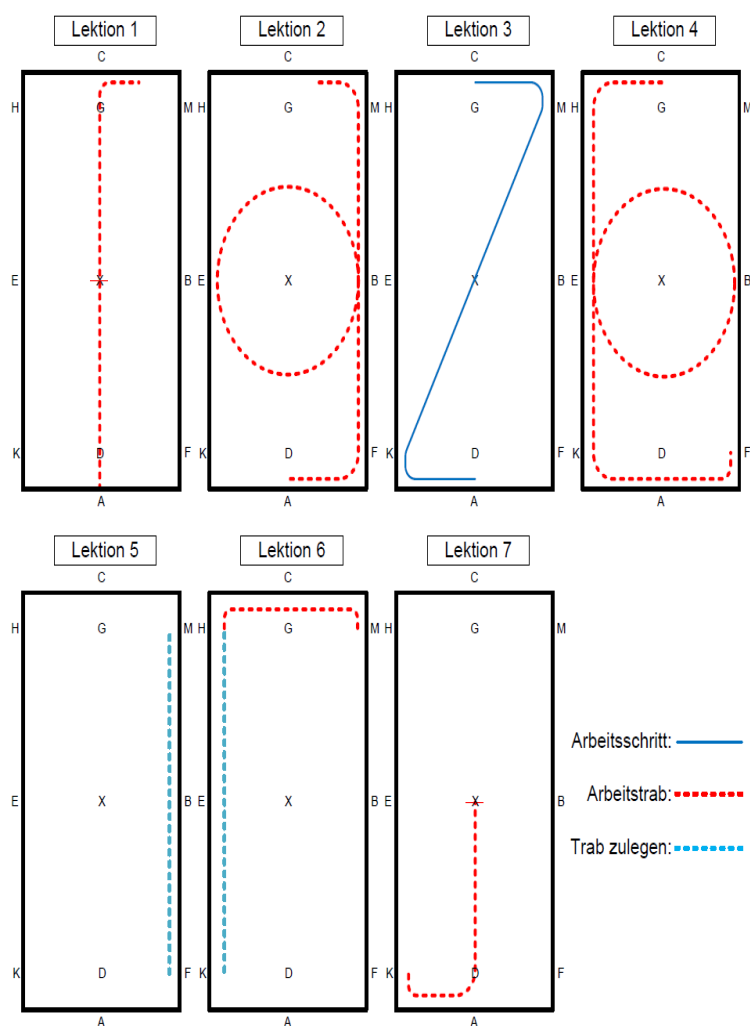 Lektion 1 Lektion 2 Lektion 3 Lektion 4
C C C C
H G M H G M H G M H G M
E X B E X B E X B E X B
K D F K D F K D F K D F
A A A A
Lektion 5 Lektion 6 Lektion 7
C C C
H G M H G M H G M
Arbeitsschritt:
E X B E X B E X B
Arbeitstrab:
Trab zulegen:
K D F K D F K D F
A A A